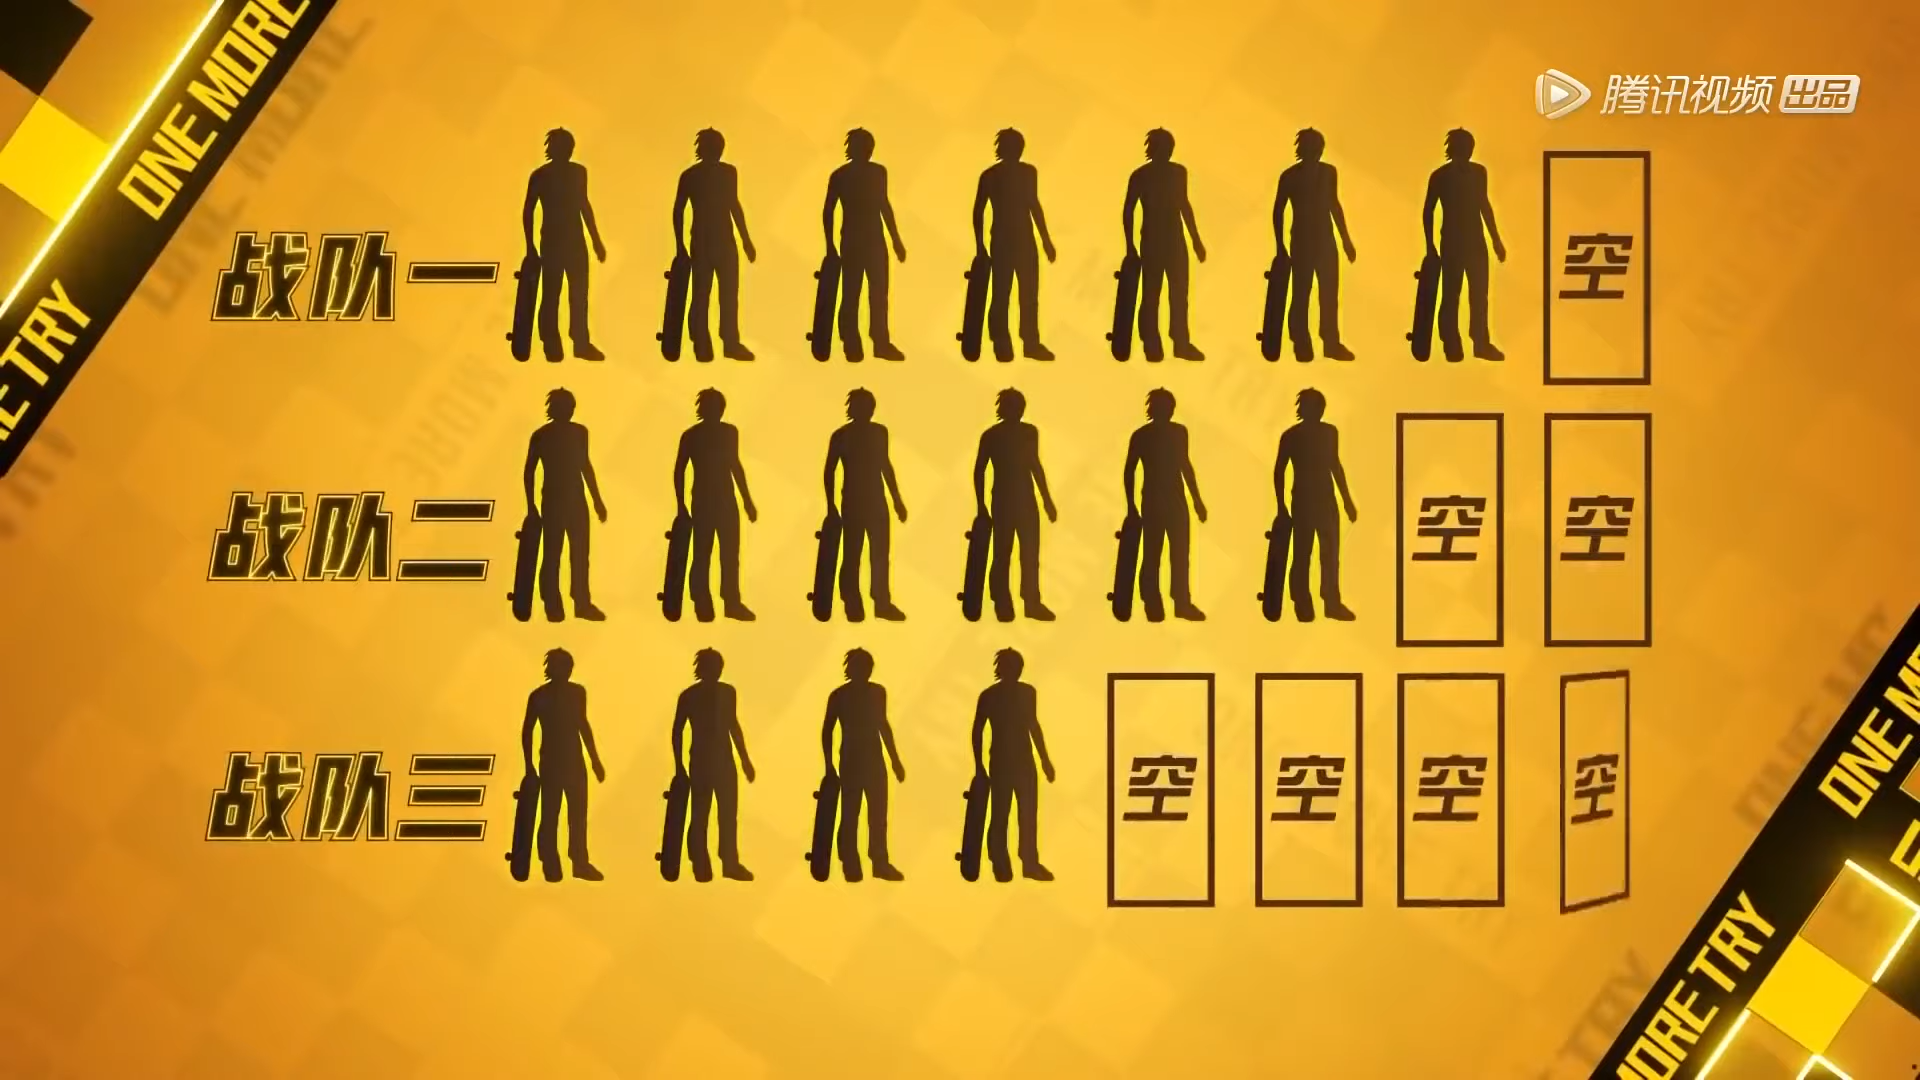 ONE MORE
E TRY
腾讯视频 出品
战队一
空
战队二
空 空
战队三
空 空 空 空
ONE M
MORE TRY